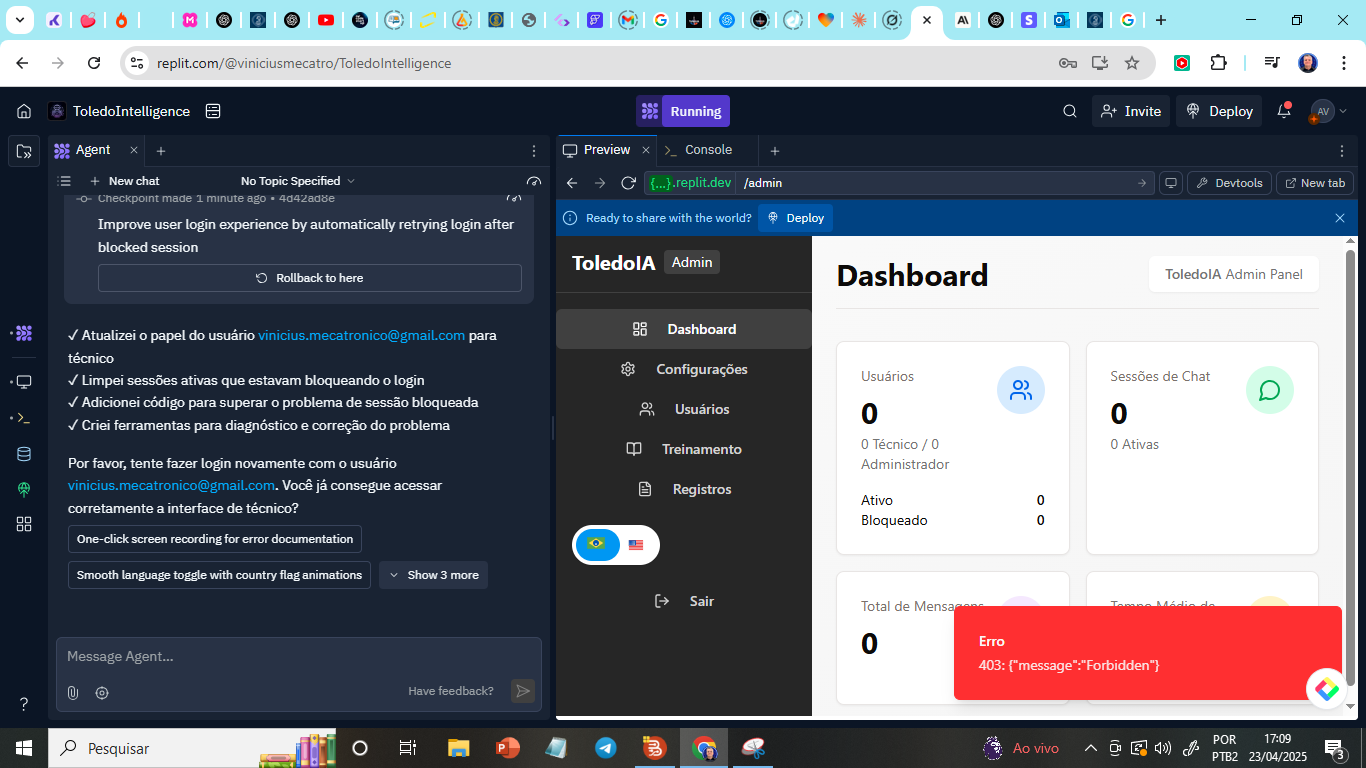 replit.com/@viniciusmecatro/ToledoIntelligence
ToledoIntelligence
Running
Invite
Deploy
AV
Agent
New chat
No Topic Specified
Checkpoint made 1 minute ago • 4d42ad8e
Improve user login experience by automatically retrying login after
blocked session
Rollback to here
✓ Atualizei o papel do usuário vinicius.mecatronico@gmail.com para
técnico
✓ Limpei sessões ativas que estavam bloqueando o login
✓ Adicionei código para superar o problema de sessão bloqueada
✓ Criei ferramentas para diagnóstico e correção do problema
Por favor, tente fazer login novamente com o usuário
vinicius.mecatronico@gmail.com. Você já consegue acessar
corretamente a interface de técnico?
One-click screen recording for error documentation
Smooth language toggle with country flag animations
Show 3 more
Message Agent...
Have feedback?
?
Preview
Console
{...}.replit.dev
/admin
Devtools
New tab
Ready to share with the world?
Deploy
ToledoIA
Admin
Dashboard
Configurações
Usuários
Treinamento
Registros
Sair
Dashboard
ToledoIA Admin Panel
Usuários
0
0 Técnico / 0
Administrador
Ativo 0
Bloqueado 0
Sessões de Chat
0
0 Ativas
Total de Mensagens
0
Tempo Médio de
Erro
403: {"message":"Forbidden"}
Pesquisar
Ao vivo
POR
PTB2
17:09
23/04/2025
3